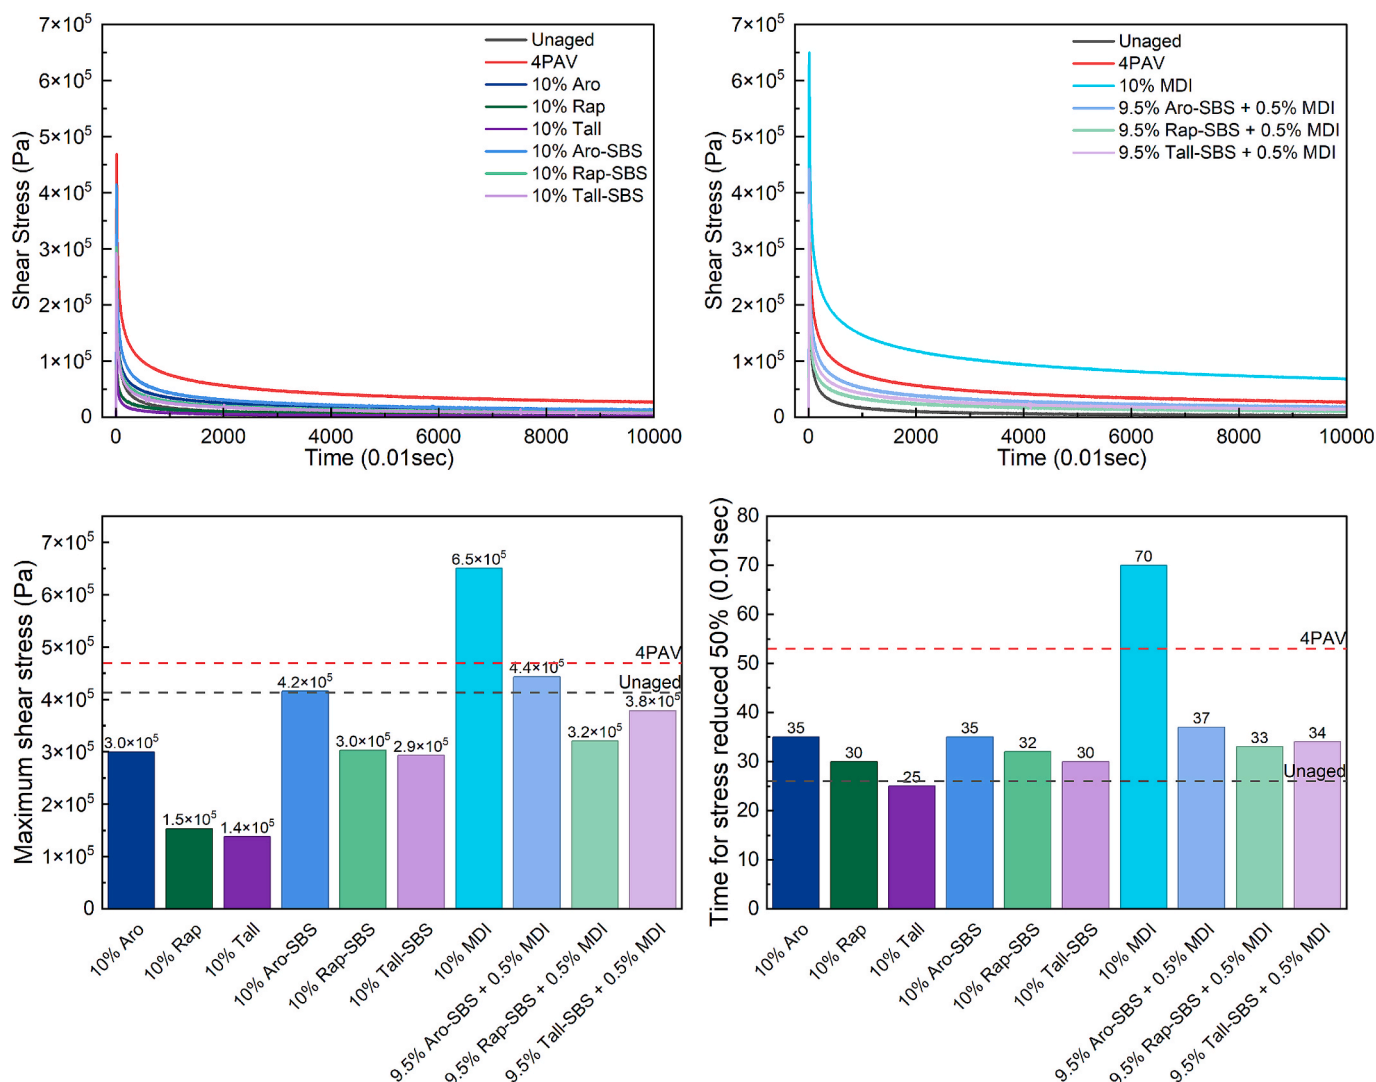 7×10⁵
6×10⁵
5×10⁵
4×10⁵
3×10⁵
2×10⁵
1×10⁵
0
Shear Stress (Pa)
0 2000 4000 6000 8000 10000
Time (0.01sec)
Unaged
4PAV
10% Aro
10% Rap
10% Tall
10% Aro-SBS
10% Rap-SBS
10% Tall-SBS
7×10⁵
6×10⁵
5×10⁵
4×10⁵
3×10⁵
2×10⁵
1×10⁵
0
Shear Stress (Pa)
0 2000 4000 6000 8000 10000
Time (0.01sec)
Unaged
4PAV
10% MDI
9.5% Aro-SBS + 0.5% MDI
9.5% Rap-SBS + 0.5% MDI
9.5% Tall-SBS + 0.5% MDI
7×10⁵
6×10⁵
5×10⁵
4×10⁵
3×10⁵
2×10⁵
1×10⁵
0
Maximum shear stress (Pa)
3.0×10⁵
1.5×10⁵
1.4×10⁵
4.2×10⁵
3.0×10⁵
2.9×10⁵
6.5×10⁵
4.4×10⁵
3.2×10⁵
3.8×10⁵
4PAV
Unaged
10% Aro
10% Rap
10% Tall
10% Aro-SBS
10% Rap-SBS
10% Tall-SBS
10% MDI
9.5% Aro-SBS + 0.5% MDI
9.5% Rap-SBS + 0.5% MDI
9.5% Tall-SBS + 0.5% MDI
80
70
60
50
40
30
20
10
0
Time for stress reduced 50% (0.01sec)
35
30
25
35
32
30
70
37
33
34
4PAV
Unaged
10% Aro
10% Rap
10% Tall
10% Aro-SBS
10% Rap-SBS
10% Tall-SBS
10% MDI
9.5% Aro-SBS + 0.5% MDI
9.5% Rap-SBS + 0.5% MDI
9.5% Tall-SBS + 0.5% MDI